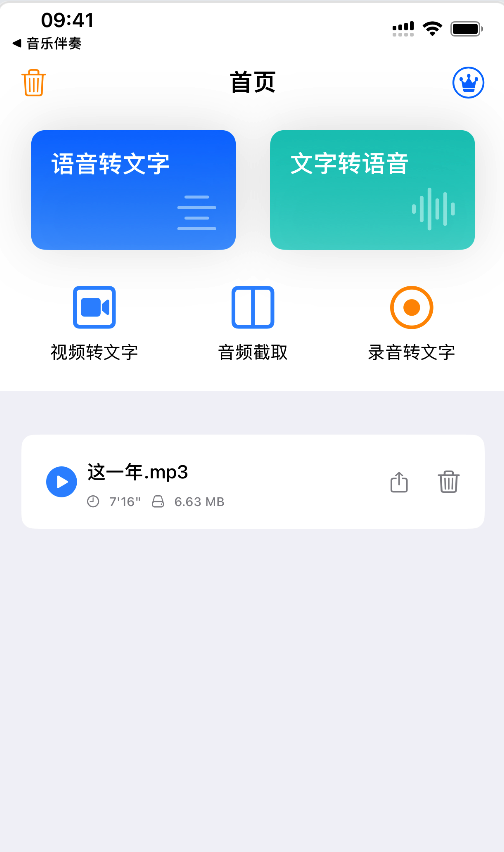 09:41
◀ 音乐伴奏
首页
语音转文字
文字转语音
视频转文字
音频截取
录音转文字
这一年.mp3
7'16" 6.63 MB